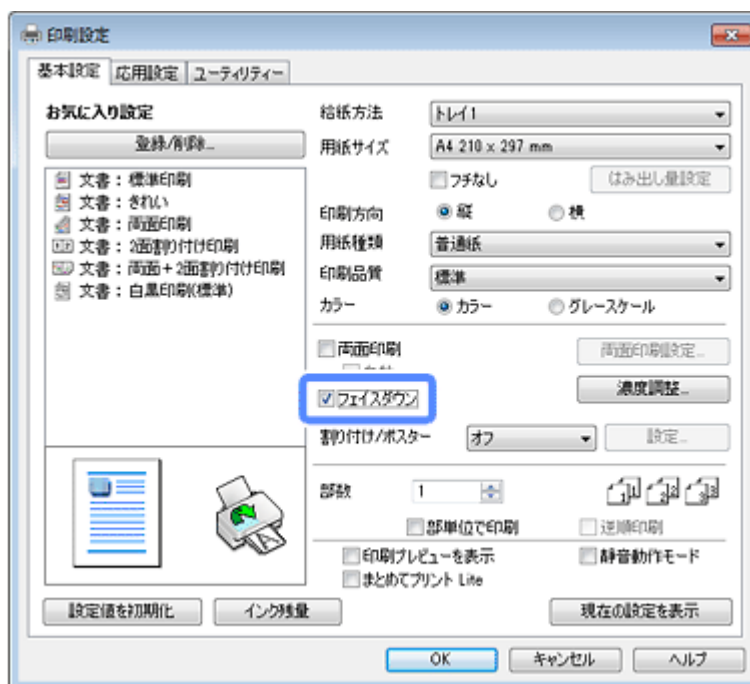 印刷設定
基本設定 応用設定 ユーティリティー
お気に入り設定
登録/削除...
文書：標準印刷
文書：きれい
文書：両面印刷
文書：2面割り付け印刷
文書：両面＋2面割り付け印刷
文書：白黒印刷(標準)
給紙方法 トレイ1
用紙サイズ A4 210 x 297 mm
フチなし はみ出し量設定
印刷方向 縦 横
用紙種類 普通紙
印刷品質 標準
カラー カラー グレースケール
両面印刷 両面印刷設定...
フェイスダウン 濃度調整...
割り付け/ポスター オフ 設定...
部数 1
部単位で印刷 逆順印刷
印刷プレビューを表示 静音動作モード
まとめてプリント Lite
設定値を初期化 インク残量 現在の設定を表示
OK キャンセル ヘルプ